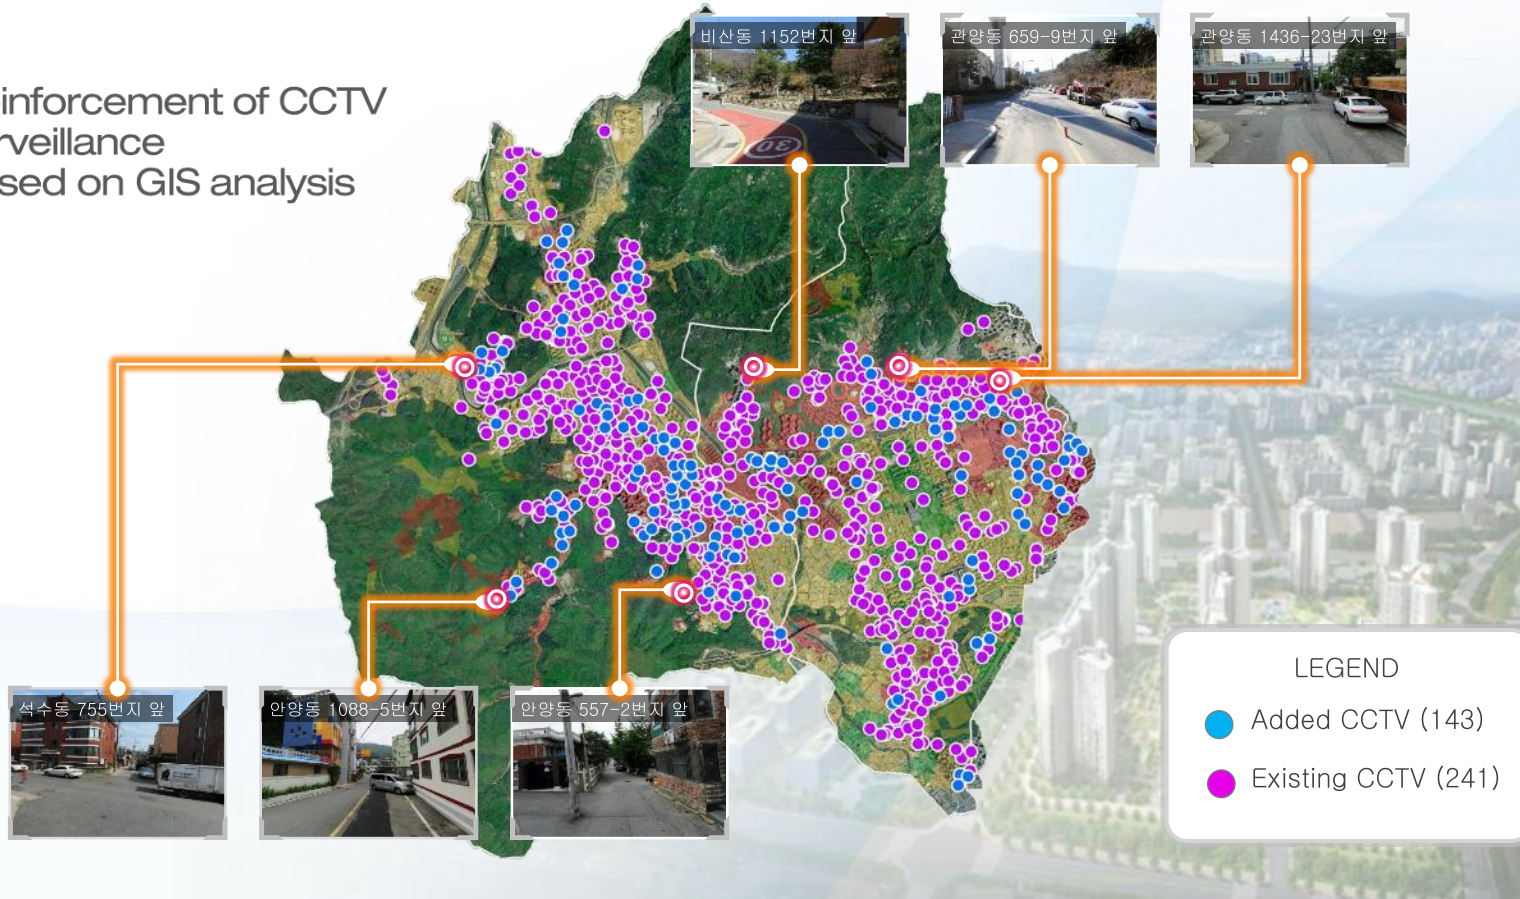 inforcement of CCTV
rveillance
sed on GIS analysis
비산동 1152번지 앞
관양동 659-9번지 앞
관양동 1436-23번지 앞
30
석수동 755번지 앞
안양동 1088-5번지 앞
안양동 557-2번지 앞
LEGEND
Added CCTV (143)
Existing CCTV (241)